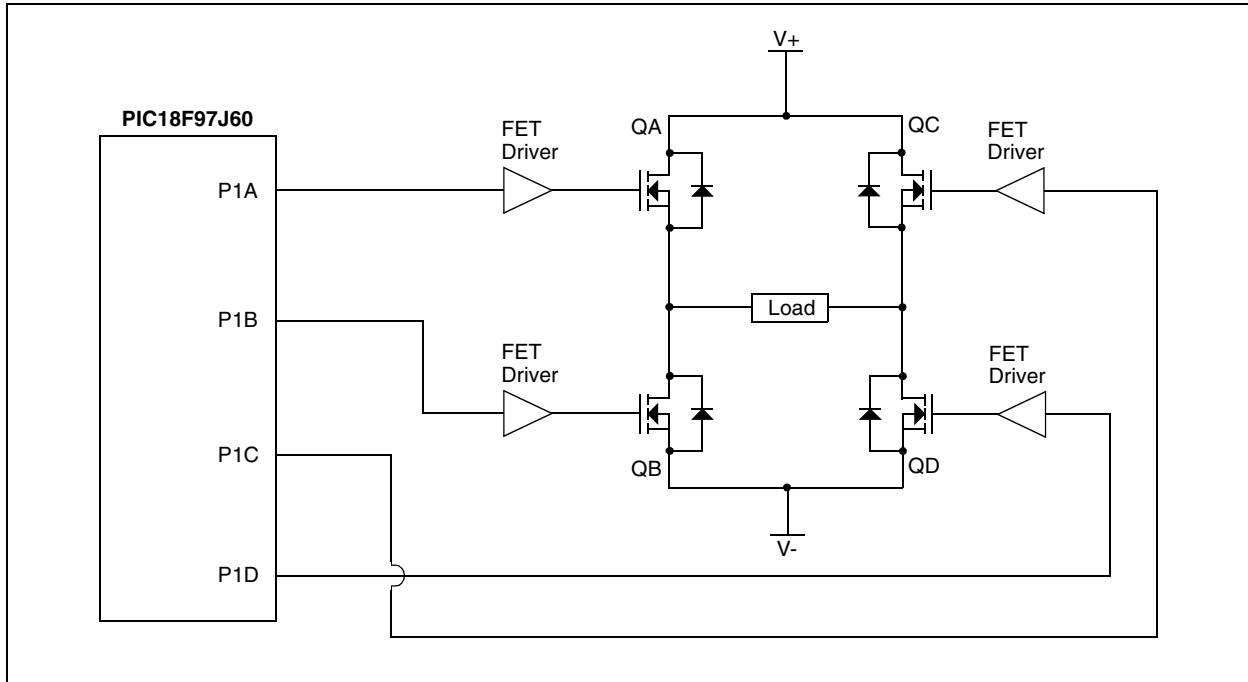 V+
PIC18F97J60
FET
Driver
QA
QC
FET
Driver
P1A
P1B
Load
FET
Driver
FET
Driver
P1C
QB
QD
V-
P1D